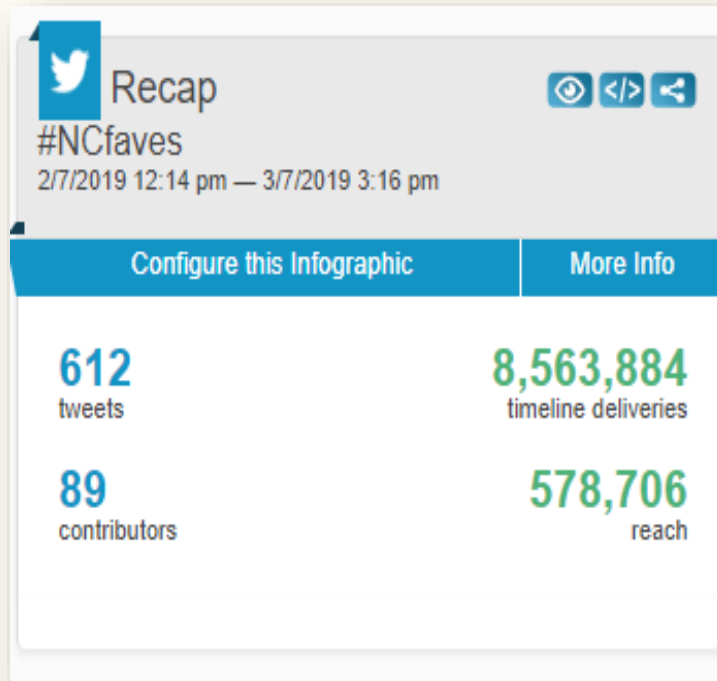 Recap
</>
#NCfaves
2/7/2019 12:14 pm — 3/7/2019 3:16 pm
Configure this Infographic More Info
612 8,563,884
tweets timeline deliveries
89 578,706
contributors reach